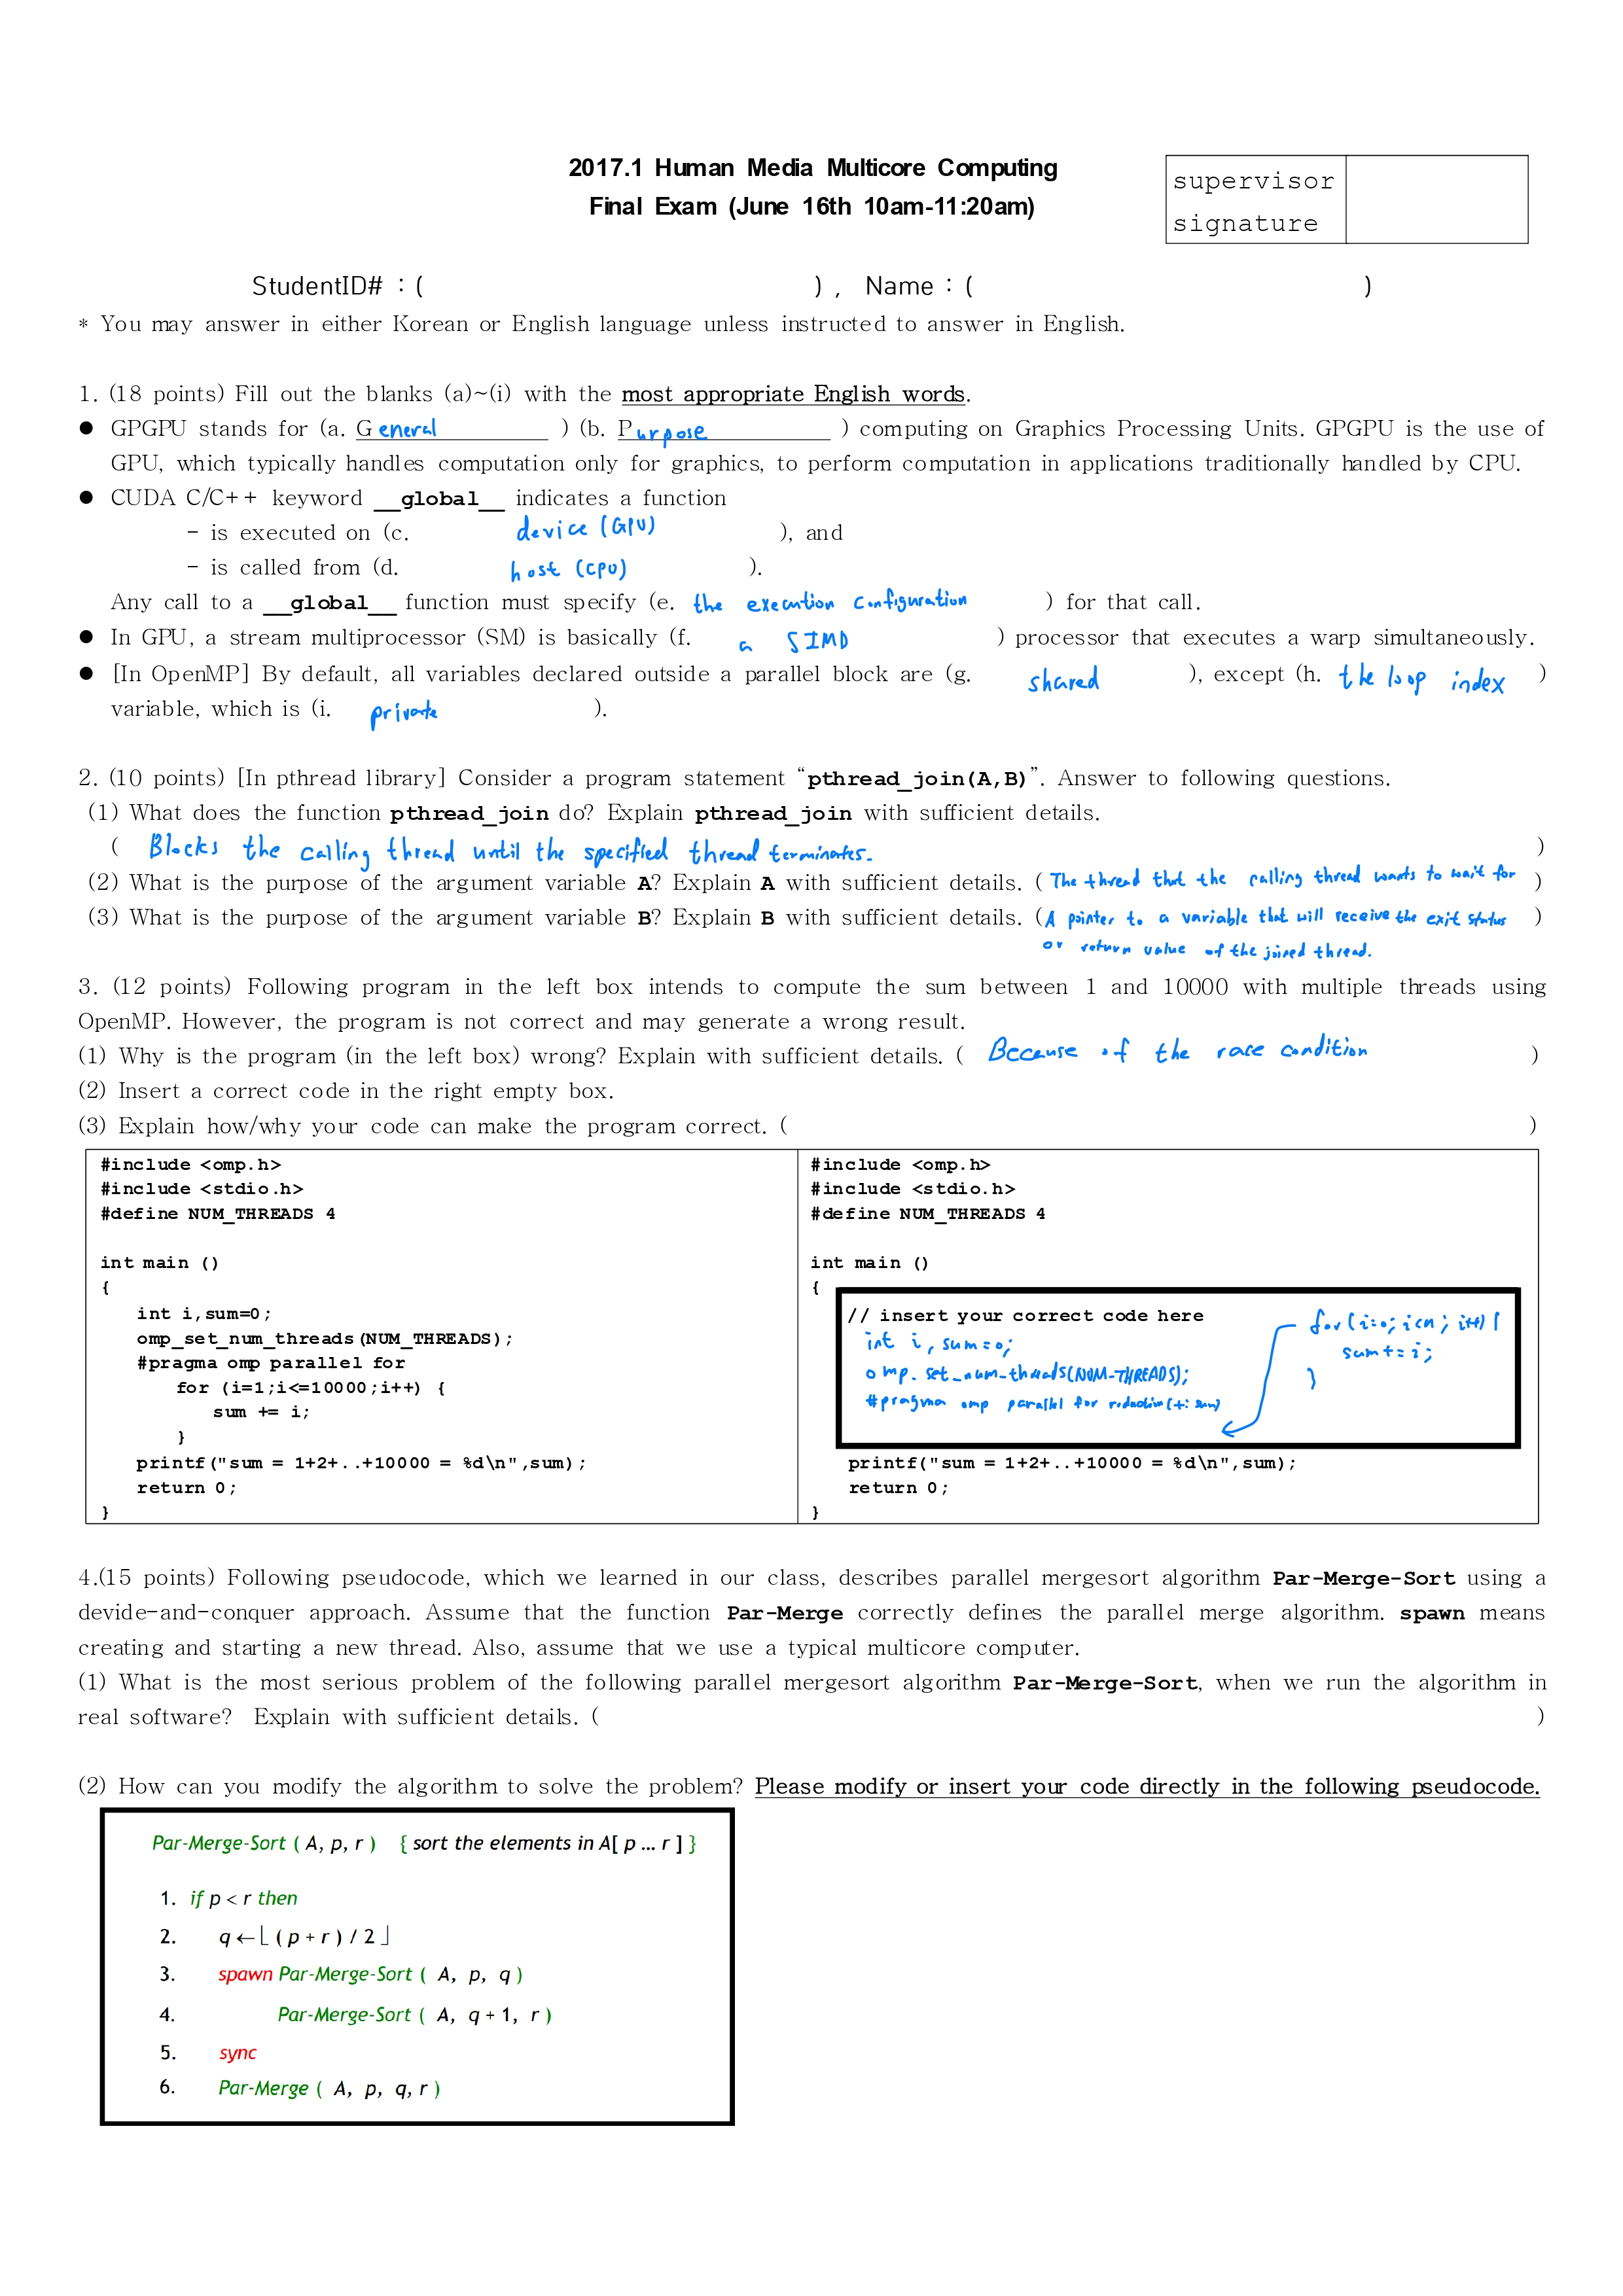 2017.1 Human Media Multicore Computing
Final Exam (June 16th 10am-11:20am)
supervisor
signature
StudentID# : ( ) , Name : ( )
* You may answer in either Korean or English language unless instructed to answer in English.
1. (18 points) Fill out the blanks (a)~(i) with the most appropriate English words.
● GPGPU stands for (a. General ) (b. Purpose ) computing on Graphics Processing Units. GPGPU is the use of
GPU, which typically handles computation only for graphics, to perform computation in applications traditionally handled by CPU.
● CUDA C/C++ keyword __global__ indicates a function
- is executed on (c. device (GPU) ), and
- is called from (d. host (CPU) ).
Any call to a __global__ function must specify (e. the execution configuration ) for that call.
● In GPU, a stream multiprocessor (SM) is basically (f. a SIMD ) processor that executes a warp simultaneously.
● [In OpenMP] By default, all variables declared outside a parallel block are (g. shared ), except (h. the loop index )
variable, which is (i. private ).
2. (10 points) [In pthread library] Consider a program statement “pthread_join(A,B)”. Answer to following questions.
(1) What does the function pthread_join do? Explain pthread_join with sufficient details.
( Blocks the calling thread until the specified thread terminates. )
(2) What is the purpose of the argument variable A? Explain A with sufficient details. ( The thread that the calling thread wants to wait for )
(3) What is the purpose of the argument variable B? Explain B with sufficient details. (A pointer to a variable that will receive the exit status )
or return value of the joined thread.
3. (12 points) Following program in the left box intends to compute the sum between 1 and 10000 with multiple threads using
OpenMP. However, the program is not correct and may generate a wrong result.
(1) Why is the program (in the left box) wrong? Explain with sufficient details. ( Because of the race condition )
(2) Insert a correct code in the right empty box.
(3) Explain how/why your code can make the program correct. ( )
#include <omp.h>
#include <stdio.h>
#define NUM_THREADS 4
int main ()
{
int i,sum=0;
omp_set_num_threads(NUM_THREADS);
#pragma omp parallel for
for (i=1;i<=10000;i++) {
sum += i;
}
printf("sum = 1+2+..+10000 = %d\n",sum);
return 0;
}
#include <omp.h>
#include <stdio.h>
#define NUM_THREADS 4
int main ()
{
// insert your correct code here
int i, sum=0;
omp_set_num_threads(NUM_THREADS);
#pragma omp parallel for reduction(+: sum)
for(i=0; i<n; i++){
sum+=i;
}
printf("sum = 1+2+..+10000 = %d\n",sum);
return 0;
}
4.(15 points) Following pseudocode, which we learned in our class, describes parallel mergesort algorithm Par-Merge-Sort using a
devide-and-conquer approach. Assume that the function Par-Merge correctly defines the parallel merge algorithm. spawn means
creating and starting a new thread. Also, assume that we use a typical multicore computer.
(1) What is the most serious problem of the following parallel mergesort algorithm Par-Merge-Sort, when we run the algorithm in
real software? Explain with sufficient details. ( )
(2) How can you modify the algorithm to solve the problem? Please modify or insert your code directly in the following pseudocode.
Par-Merge-Sort ( A, p, r ) { sort the elements in A[ p ... r ] }
1. if p < r then
2. q ← ⌊ ( p + r ) / 2 ⌋
3. spawn Par-Merge-Sort ( A, p, q )
4. Par-Merge-Sort ( A, q + 1, r )
5. sync
6. Par-Merge ( A, p, q, r )